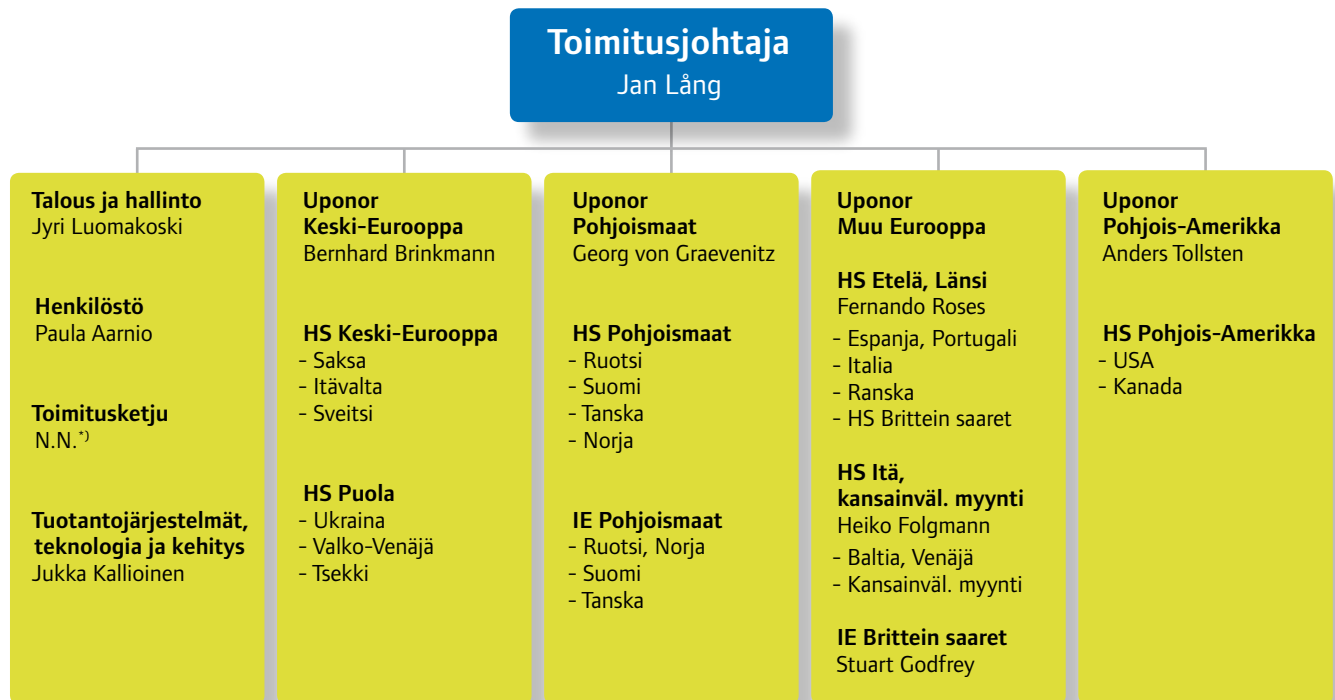 Toimitusjohtaja
Jan Lång
Talous ja hallinto
Jyri Luomakoski
Henkilöstö
Paula Aarnio
Toimitusketju
N.N.*)
Tuotantojärjestelmät,
teknologia ja kehitys
Jukka Kallioinen
Uponor
Keski-Eurooppa
Bernhard Brinkmann
HS Keski-Eurooppa
- Saksa
- Itävalta
- Sveitsi
HS Puola
- Ukraina
- Valko-Venäjä
- Tsekki
Uponor
Pohjoismaat
Georg von Graevenitz
HS Pohjoismaat
- Ruotsi
- Suomi
- Tanska
- Norja
IE Pohjoismaat
- Ruotsi, Norja
- Suomi
- Tanska
Uponor
Muu Eurooppa
HS Etelä, Länsi
Fernando Roses
- Espanja, Portugali
- Italia
- Ranska
- HS Brittein saaret
HS Itä,
kansainväl. myynti
Heiko Folgmann
- Baltia, Venäjä
- Kansainväl. myynti
IE Brittein saaret
Stuart Godfrey
Uponor
Pohjois-Amerikka
Anders Tollsten
HS Pohjois-Amerikka
- USA
- Kanada